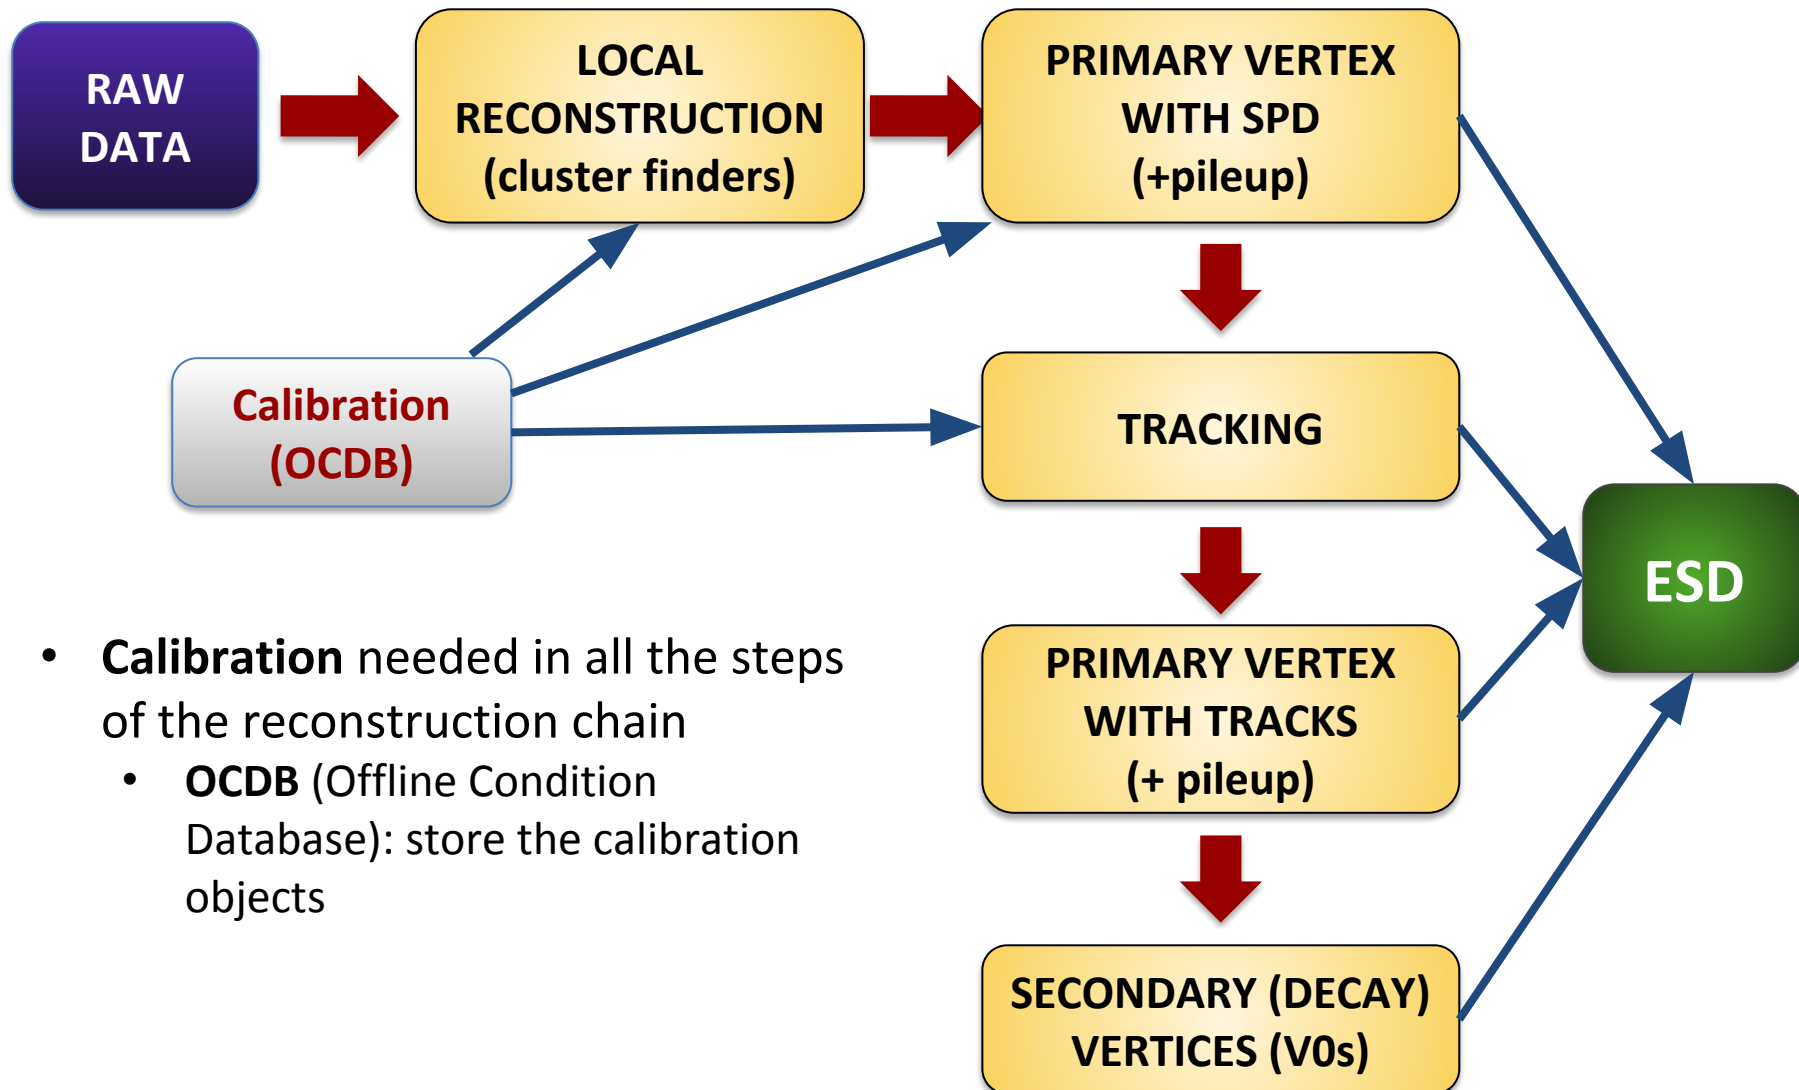 RAW
DATA
LOCAL
RECONSTRUCTION
(cluster finders)
PRIMARY VERTEX
WITH SPD
(+pileup)
Calibration
(OCDB)
TRACKING
ESD
PRIMARY VERTEX
WITH TRACKS
(+ pileup)
SECONDARY (DECAY)
VERTICES (V0s)
• Calibration needed in all the steps
of the reconstruction chain
• OCDB (Offline Condition
Database): store the calibration
objects